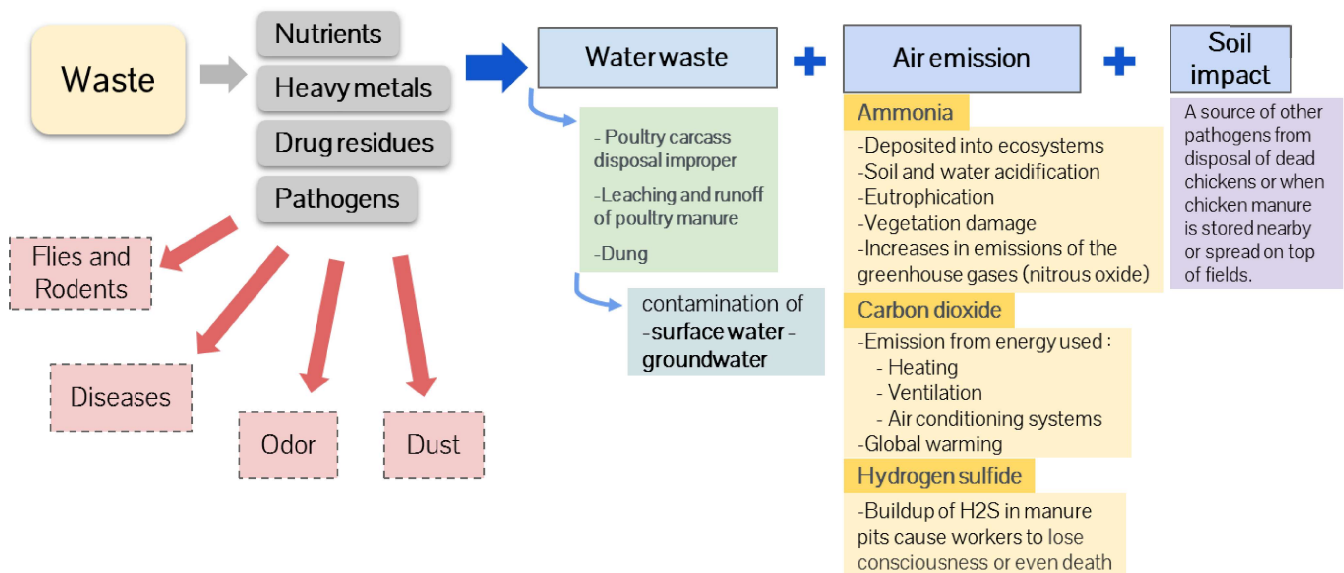 Waste
Nutrients
Heavy metals
Drug residues
Pathogens
Flies and
Rodents
Diseases
Odor
Dust
Water waste
- Poultry carcass
disposal improper
-Leaching and runoff
of poultry manure
- Dung
contamination of
-surface water -
groundwater
Air emission
Ammonia
-Deposited into ecosystems
-Soil and water acidification
-Eutrophication
-Vegetation damage
-Increases in emissions of the
greenhouse gases (nitrous oxide)
Carbon dioxide
-Emission from energy used :
- Heating
- Ventilation
- Air conditioning systems
-Global warming
Hydrogen sulfide
-Buildup of H2S in manure
pits cause workers to lose
consciousness or even death
Soil
impact
A source of other
pathogens from
disposal of dead
chickens or when
chicken manure
is stored nearby
or spread on top
of fields.